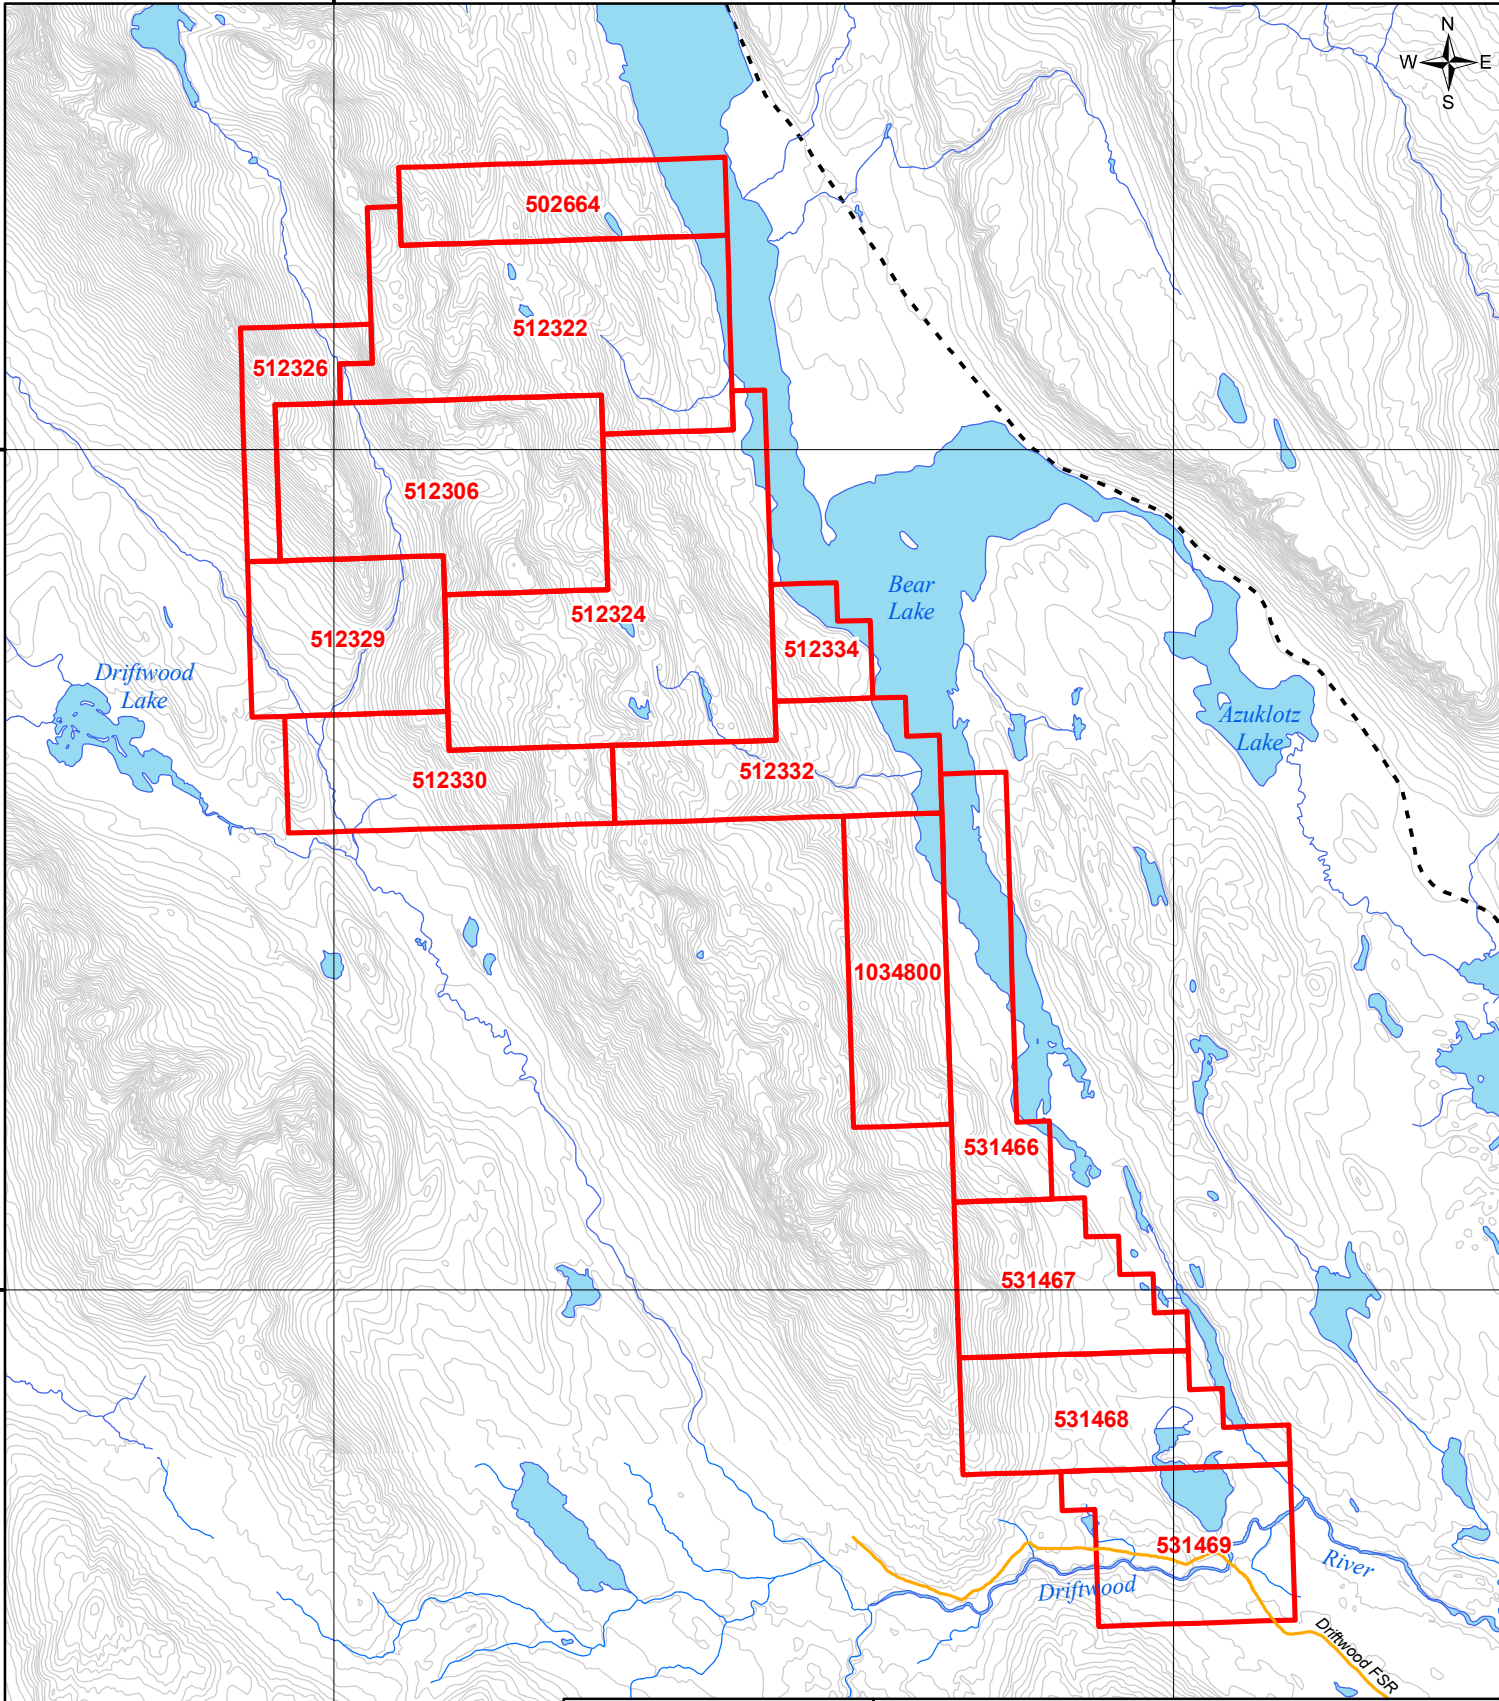 N
W E
S
502664
512322
512326
512306
Bear
Lake
512324
512329
512334
Driftwood
Lake
Azuklotz
Lake
512332
512330
1034800
531466
531467
531468
531469
River
Driftwood
Driftwood FSR